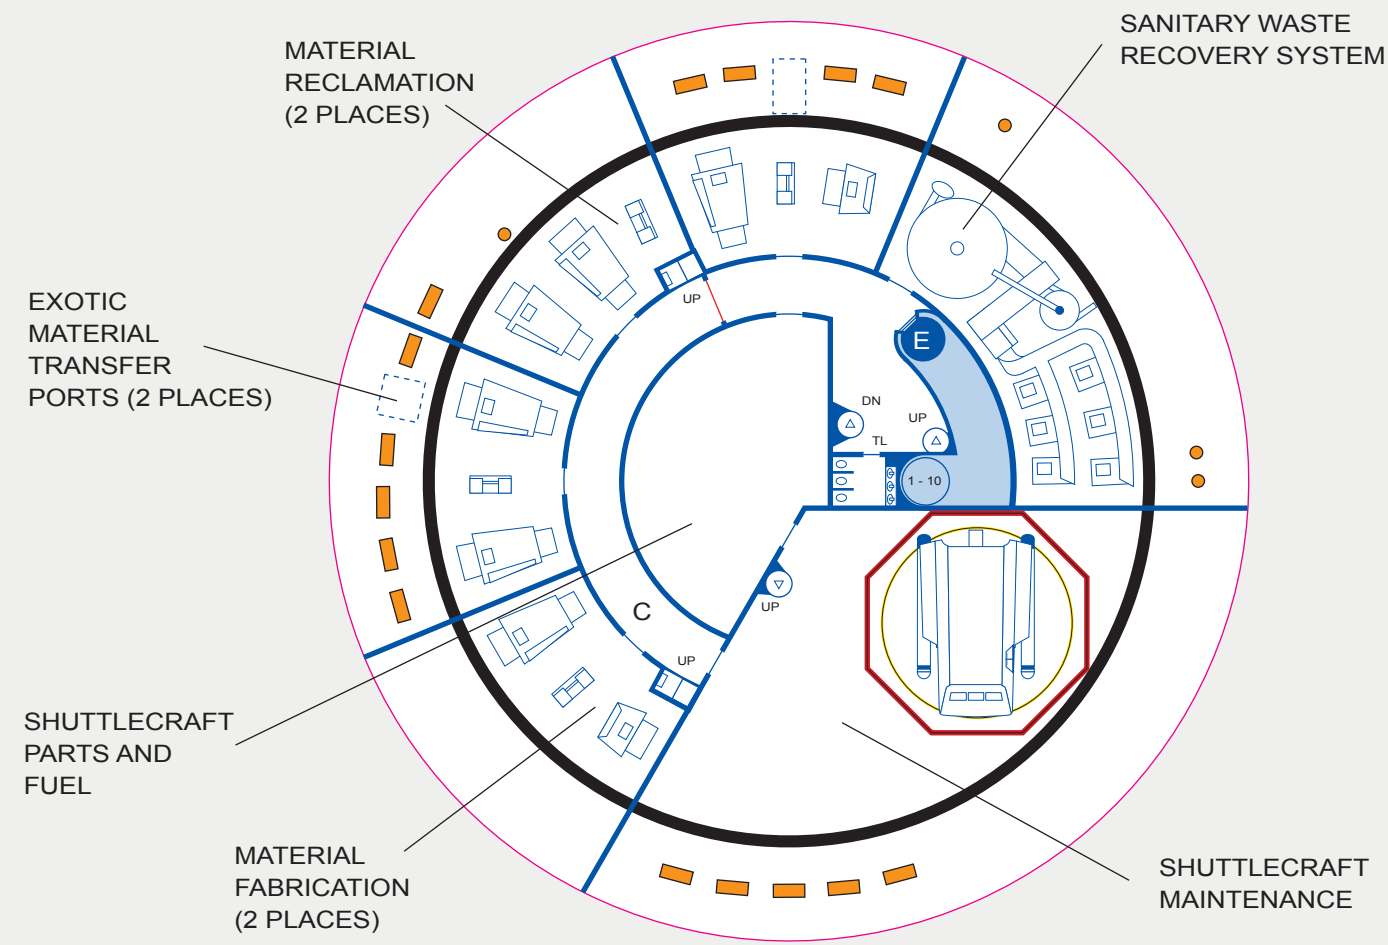 SANITARY WASTE
RECOVERY SYSTEM
MATERIAL
RECLAMATION
(2 PLACES)
EXOTIC
MATERIAL
TRANSFER
PORTS (2 PLACES)
UP
E
DN
UP
TL
1 - 10
C
UP
UP
SHUTTLECRAFT
PARTS AND
FUEL
MATERIAL
FABRICATION
(2 PLACES)
SHUTTLECRAFT
MAINTENANCE